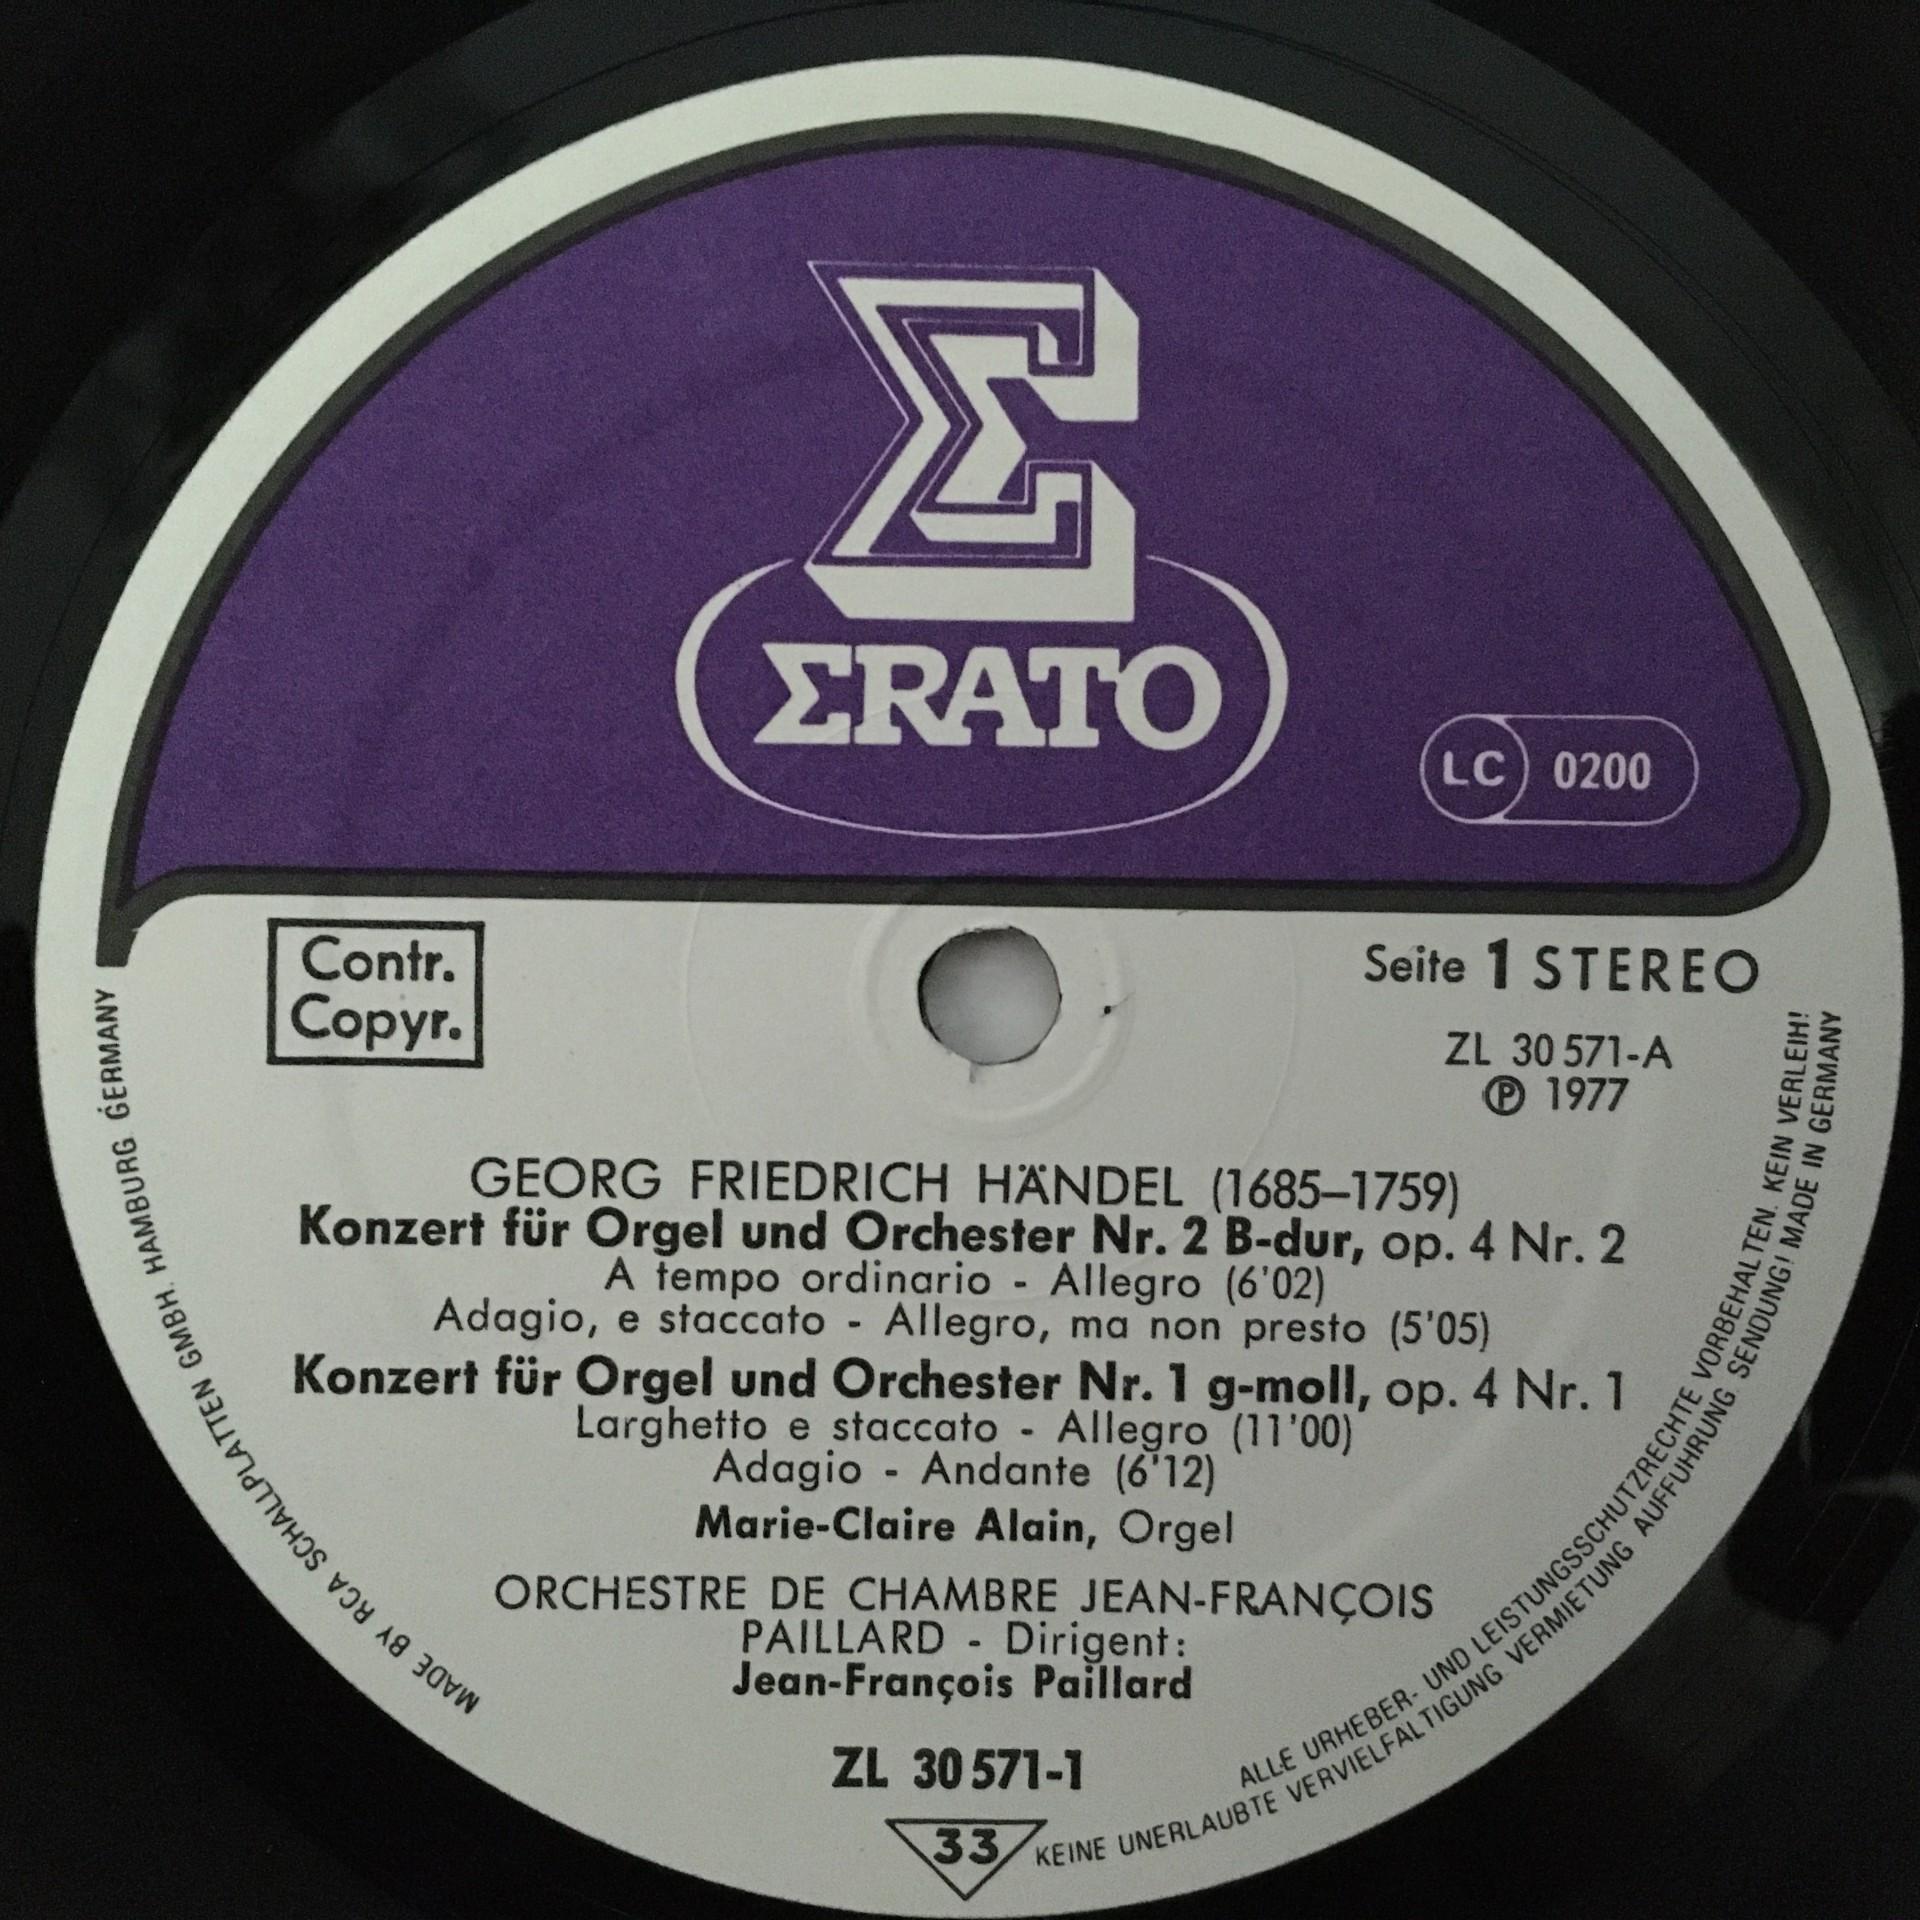 Σ
ΣRATO
LC 0200
Contr.
Copyr.
Seite 1 STEREO
ZL 30 571-A
℗ 1977
GEORG FRIEDRICH HÄNDEL (1685–1759)
Konzert für Orgel und Orchester Nr. 2 B-dur, op. 4 Nr. 2
A tempo ordinario - Allegro (6'02)
Adagio, e staccato - Allegro, ma non presto (5'05)
Konzert für Orgel und Orchester Nr. 1 g-moll, op. 4 Nr. 1
Larghetto e staccato - Allegro (11'00)
Adagio - Andante (6'12)
Marie-Claire Alain, Orgel
ORCHESTRE DE CHAMBRE JEAN-FRANÇOIS
PAILLARD - Dirigent:
Jean-François Paillard
ZL 30 571-1
33
MADE BY RCA SCHALLPLATTEN GMBH. HAMBURG. GERMANY
ALLE URHEBER- UND LEISTUNGSSCHUTZRECHTE VORBEHALTEN. KEIN VERLEIH!
KEINE UNERLAUBTE VERVIELFALTIGUNG. VERMIETUNG. AUFFUHRUNG. SENDUNG! MADE IN GERMANY